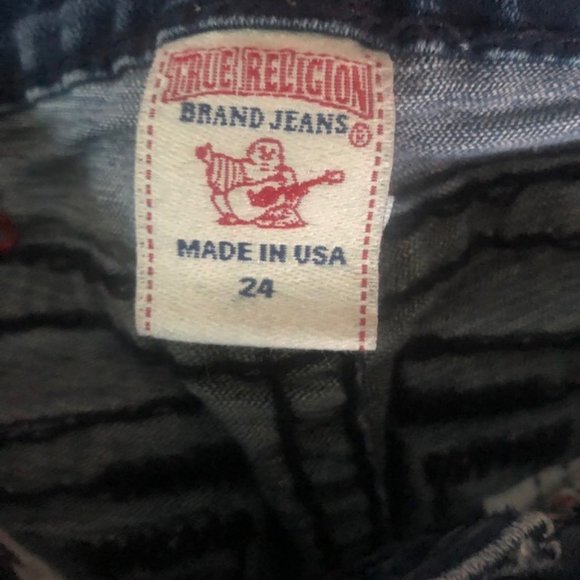 TRUE RELIGION
BRAND JEANS®
MADE IN USA
24